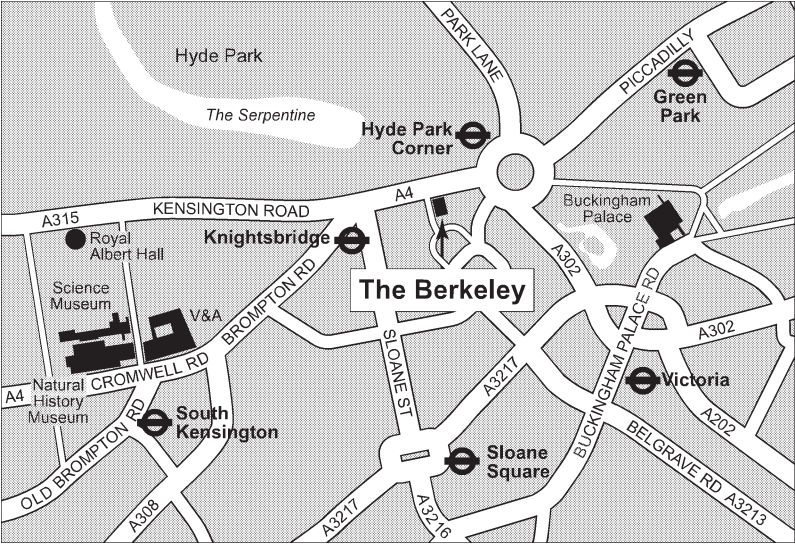 Hyde Park
PARK LANE
PICCADILLY
The Serpentine
Green
Park
Hyde Park
Corner
A315
KENSINGTON ROAD
A4
Buckingham
Palace
Royal
Albert Hall
Knightsbridge
A302
Science
Museum
V&A
BROMPTON RD
The Berkeley
BUCKINGHAM PALACE RD
A302
SLOANE ST
A3217
CROMWELL RD
A4
Natural
History
Museum
Victoria
OLD BROMPTON RD
South
Kensington
A202
BELGRAVE RD
A3213
Sloane
Square
A308
A3217
A3216